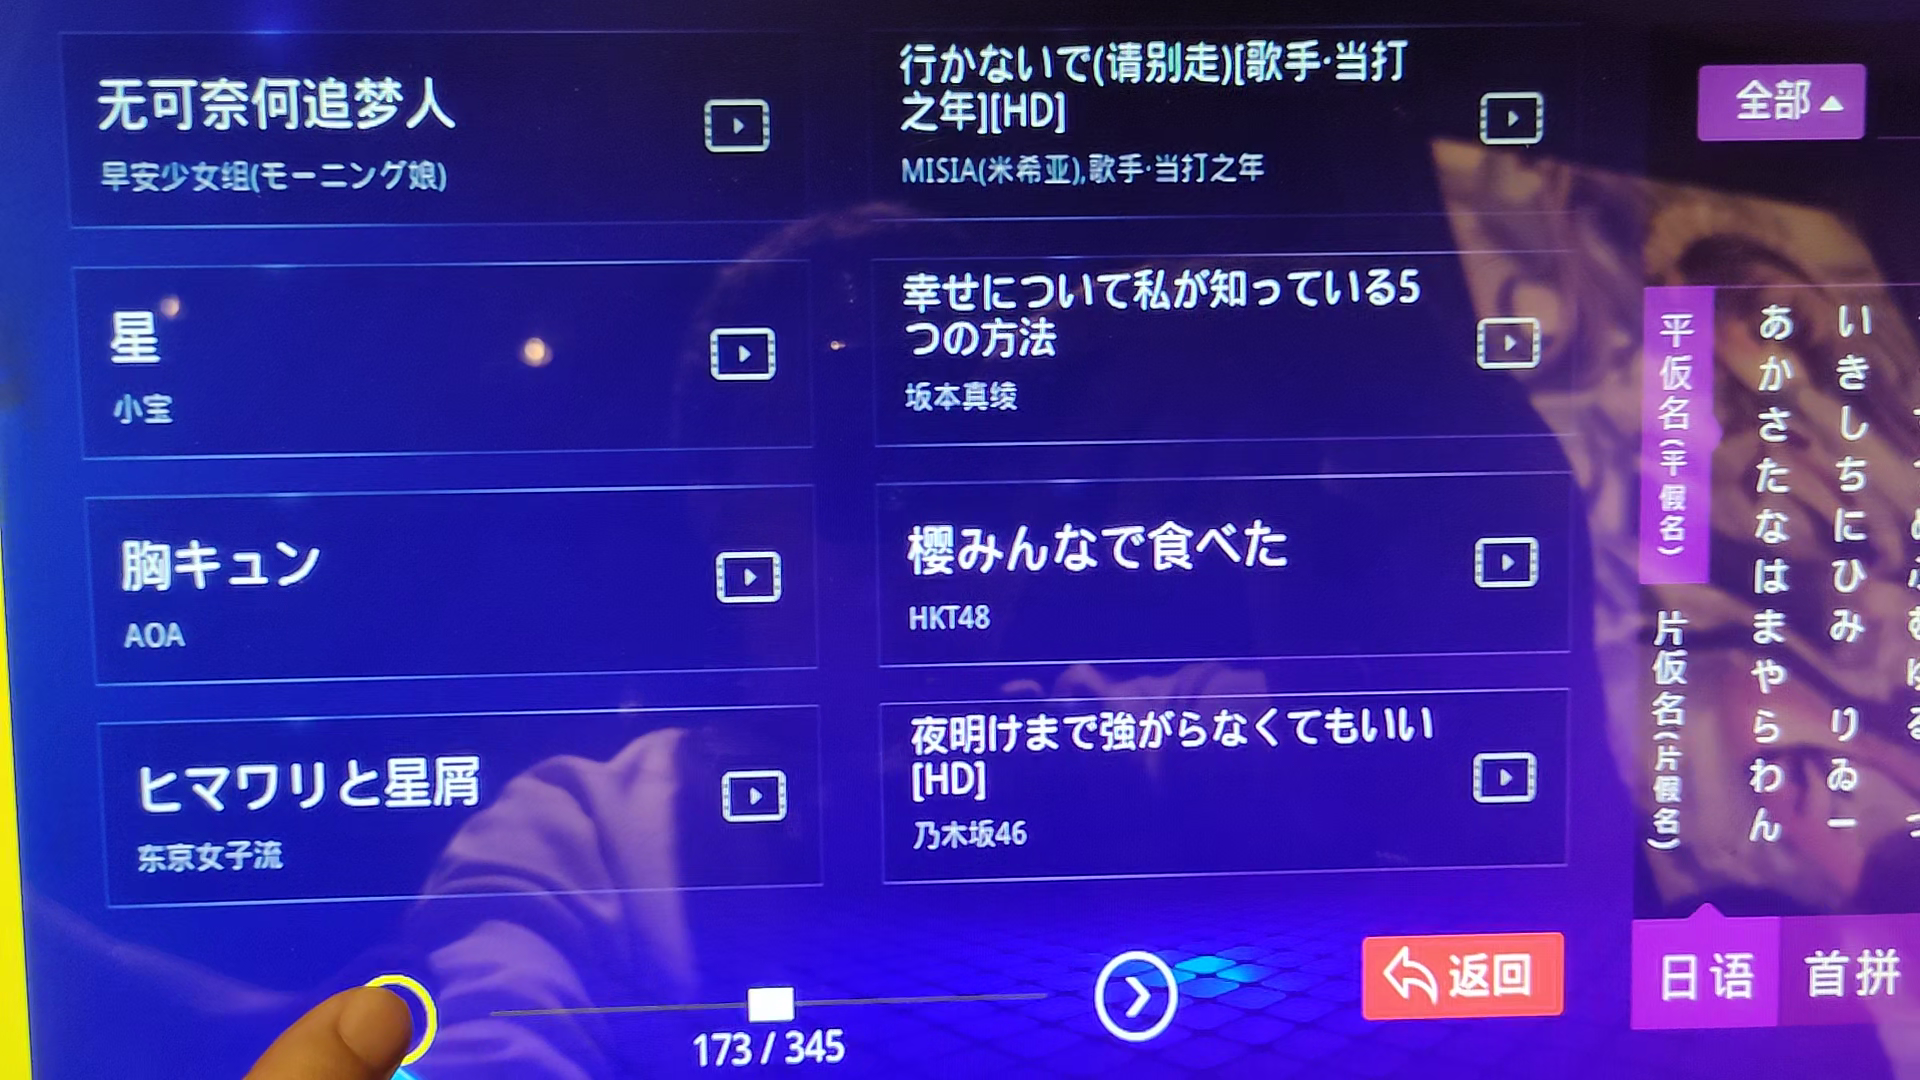 无可奈何追梦人
早安少女组(モーニング娘)
行かないで(请别走)[歌手·当打
之年][HD]
MISIA(米希亚),歌手·当打之年
星
小宝
幸せについて私が知っている5
つの方法
坂本真绫
胸キュン
AOA
櫻みんなで食べた
HKT48
ヒマワリと星屑
东京女子流
夜明けまで強がらなくてもいい
[HD]
乃木坂46
173 / 345
返回
全部
平仮名(平假名)
片仮名(片假名)
あ い
か き
さ し
た ち
な に
は ひ
ま み
や
ら り
わ ゐ
ん ー
日语
首拼